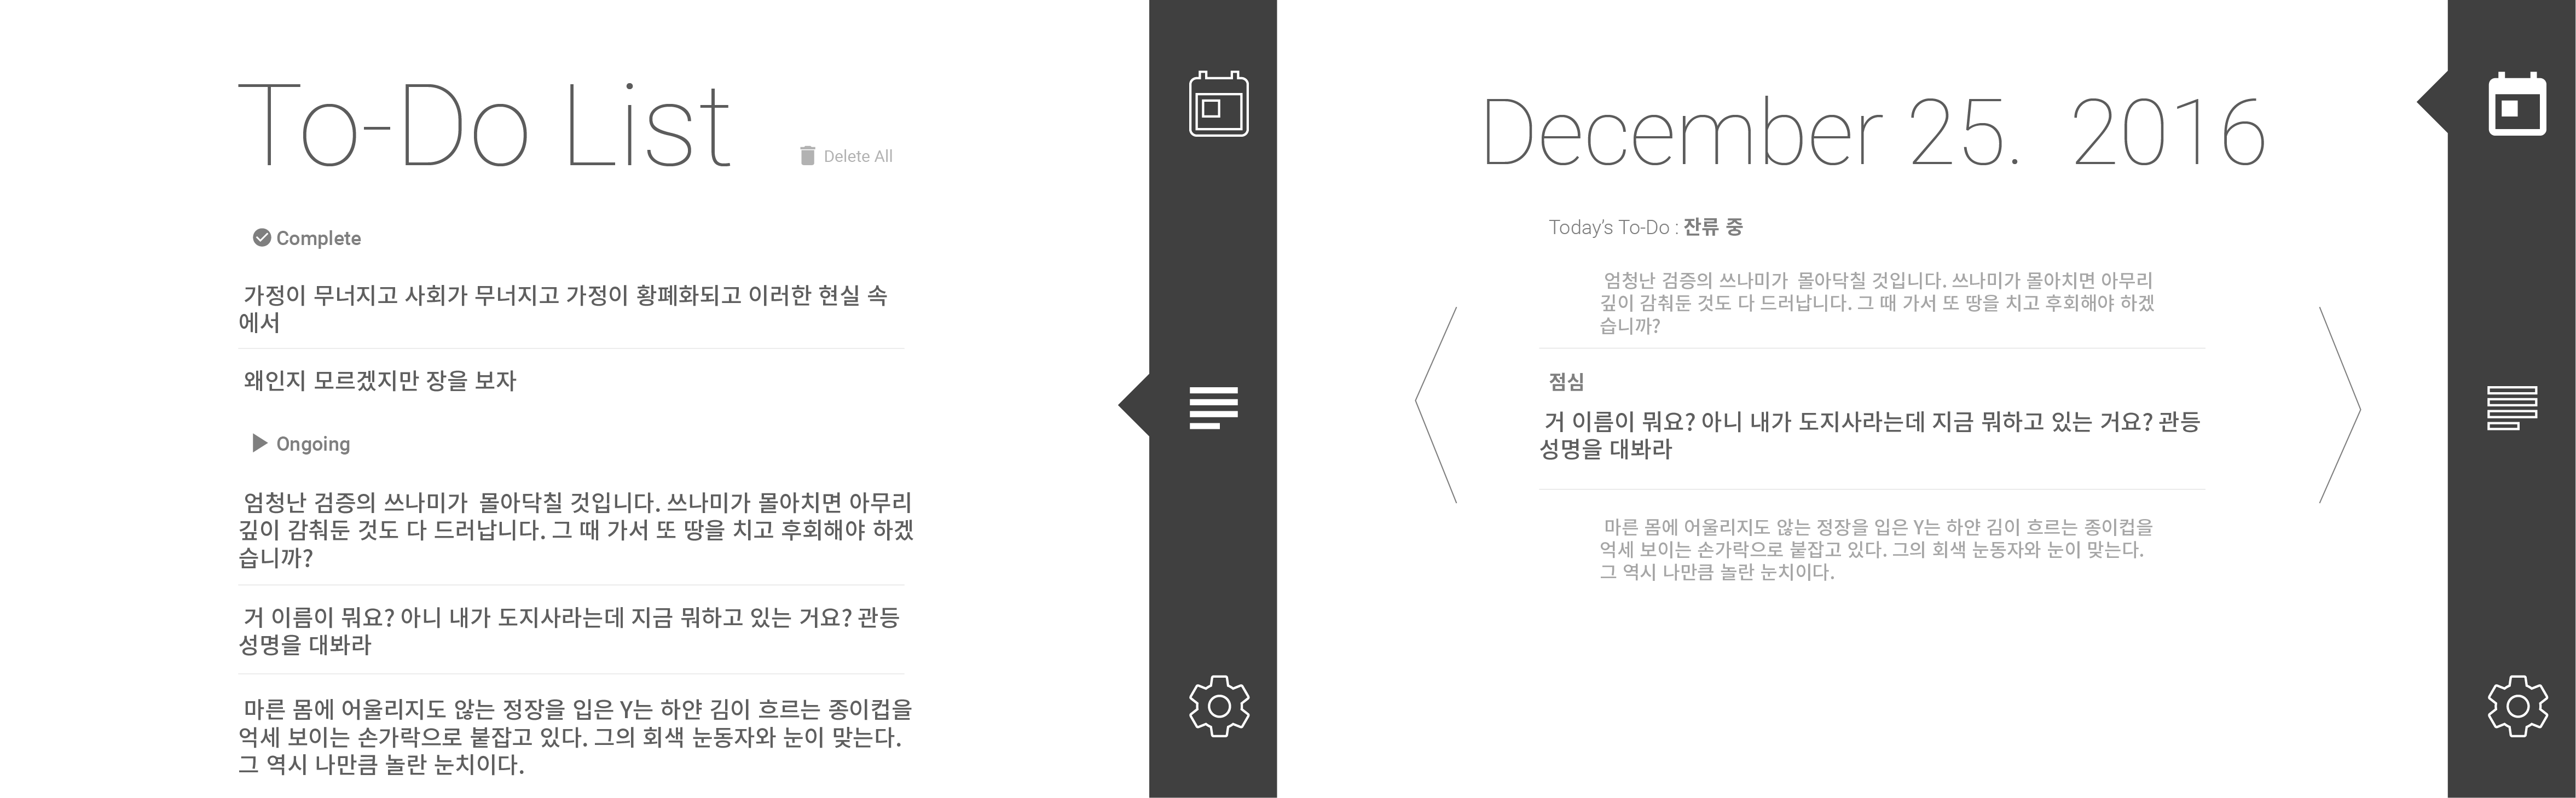 To-Do List
Delete All
Complete
가정이 무너지고 사회가 무너지고 가정이 황폐화되고 이러한 현실 속
에서
왜인지 모르겠지만 장을 보자
Ongoing
엄청난 검증의 쓰나미가 몰아닥칠 것입니다. 쓰나미가 몰아치면 아무리
깊이 감춰둔 것도 다 드러납니다. 그 때 가서 또 땅을 치고 후회해야 하겠
습니까?
거 이름이 뭐요? 아니 내가 도지사라는데 지금 뭐하고 있는 거요? 관등
성명을 대봐라
마른 몸에 어울리지도 않는 정장을 입은 Y는 하얀 김이 흐르는 종이컵을
억세 보이는 손가락으로 붙잡고 있다. 그의 회색 눈동자와 눈이 맞는다.
그 역시 나만큼 놀란 눈치이다.
December 25. 2016
Today's To-Do : 잔류 중
엄청난 검증의 쓰나미가 몰아닥칠 것입니다. 쓰나미가 몰아치면 아무리
깊이 감춰둔 것도 다 드러납니다. 그 때 가서 또 땅을 치고 후회해야 하겠
습니까?
점심
거 이름이 뭐요? 아니 내가 도지사라는데 지금 뭐하고 있는 거요? 관등
성명을 대봐라
마른 몸에 어울리지도 않는 정장을 입은 Y는 하얀 김이 흐르는 종이컵을
억세 보이는 손가락으로 붙잡고 있다. 그의 회색 눈동자와 눈이 맞는다.
그 역시 나만큼 놀란 눈치이다.